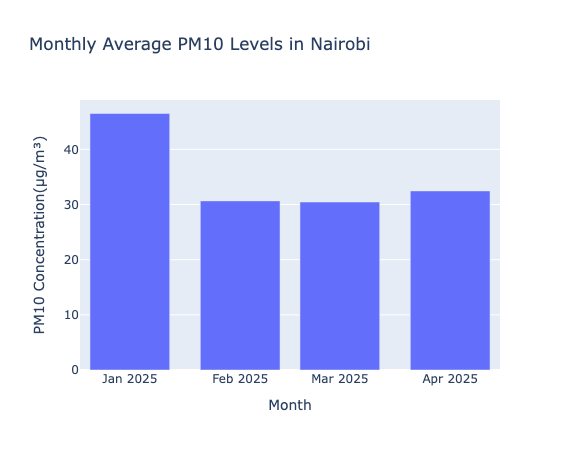 Monthly Average PM10 Levels in Nairobi
PM10 Concentration(µg/m³)
40
30
20
10
0
Jan 2025 Feb 2025 Mar 2025 Apr 2025
Month